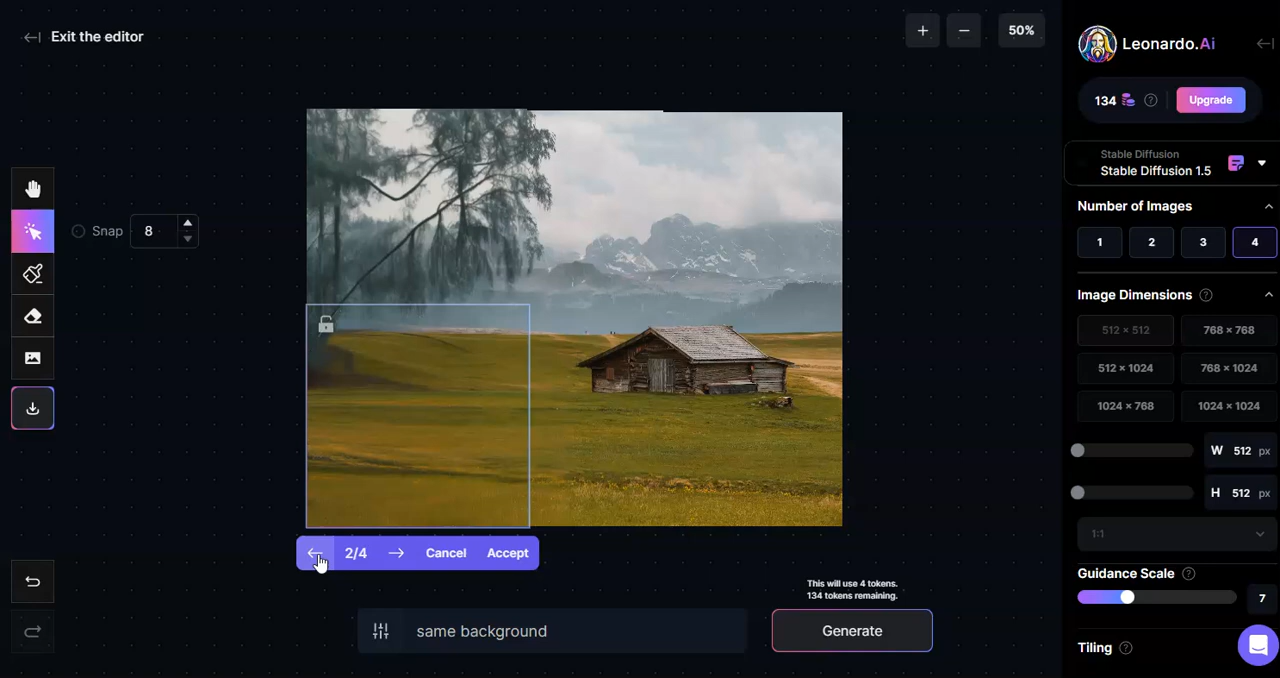 Exit the editor
50%
Leonardo.Ai
134
Upgrade
Stable Diffusion
Stable Diffusion 1.5
Number of Images
1 2 3 4
Snap 8
Image Dimensions
512 × 512 768 × 768
512 × 1024 768 × 1024
1024 × 768 1024 × 1024
W 512 px
H 512 px
1:1
2/4 Cancel Accept
Guidance Scale
7
This will use 4 tokens.
134 tokens remaining.
same background
Generate
Tiling